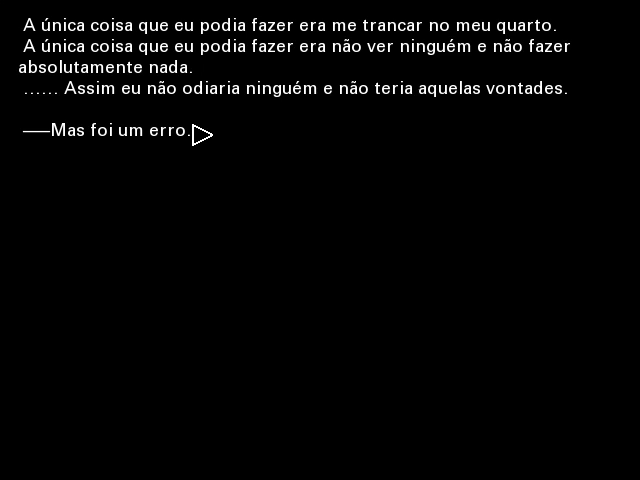 A única coisa que eu podia fazer era me trancar no meu quarto.
A única coisa que eu podia fazer era não ver ninguém e não fazer
absolutamente nada.
...... Assim eu não odiaria ninguém e não teria aquelas vontades.
──Mas foi um erro.